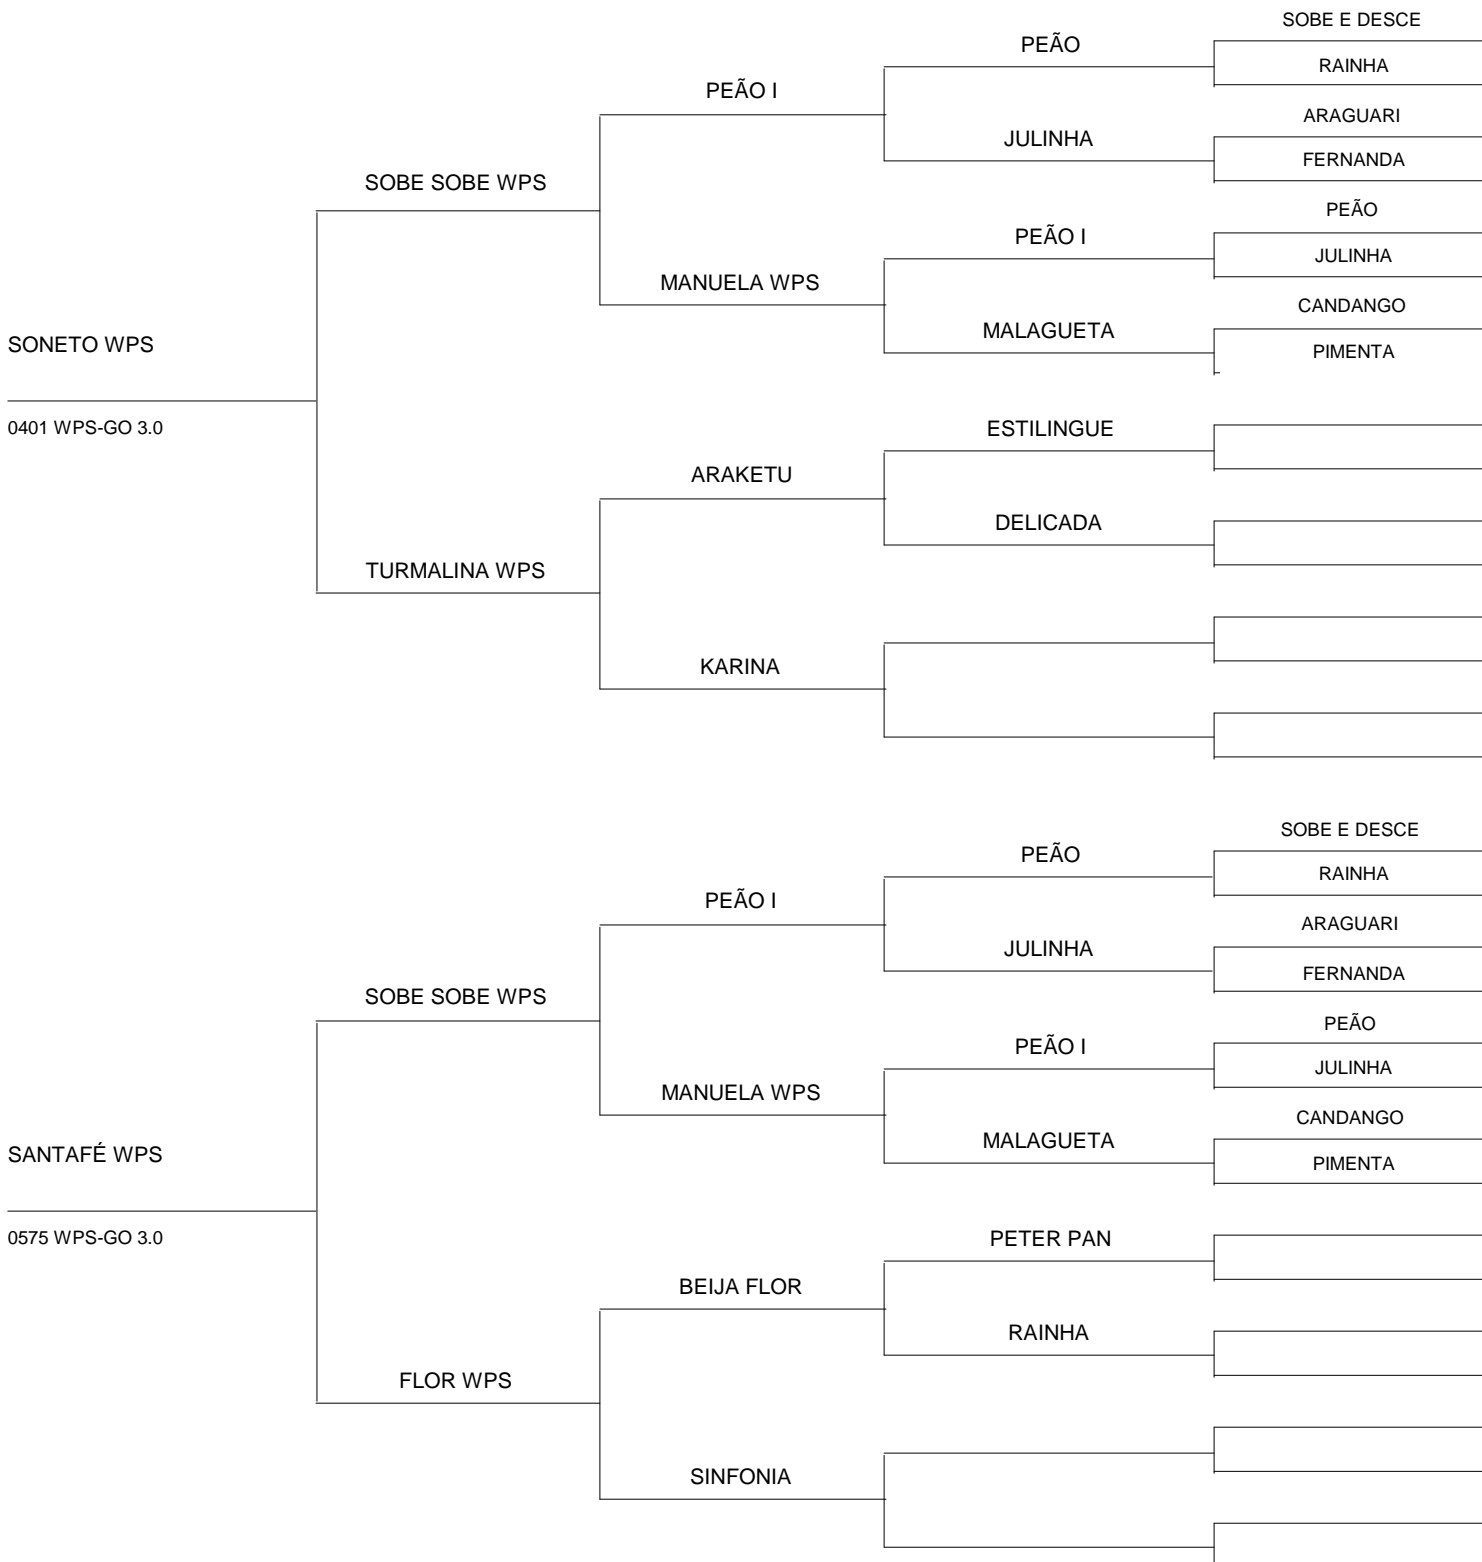 SOBE E DESCE
PEÃO
RAINHA
PEÃO I
ARAGUARI
JULINHA
FERNANDA
SOBE SOBE WPS
PEÃO
PEÃO I
JULINHA
MANUELA WPS
CANDANGO
MALAGUETA
SONETO WPS
PIMENTA
0401 WPS-GO 3.0
ESTILINGUE
ARAKETU
DELICADA
TURMALINA WPS
KARINA
SOBE E DESCE
PEÃO
RAINHA
PEÃO I
ARAGUARI
JULINHA
FERNANDA
SOBE SOBE WPS
PEÃO
PEÃO I
JULINHA
MANUELA WPS
CANDANGO
MALAGUETA
SANTAFÉ WPS
PIMENTA
0575 WPS-GO 3.0
PETER PAN
BEIJA FLOR
RAINHA
FLOR WPS
SINFONIA